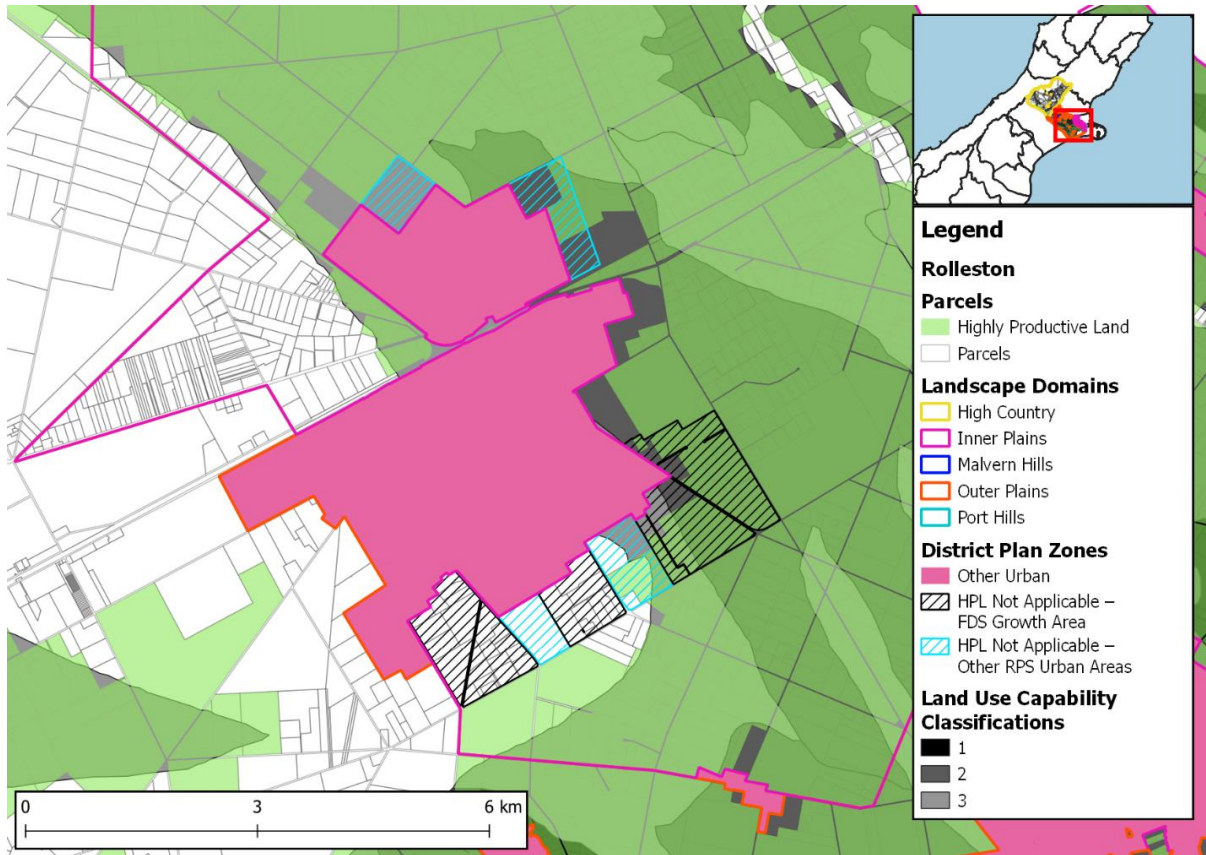 Legend
Rolleston
Parcels
Highly Productive Land
Parcels
Landscape Domains
High Country
Inner Plains
Malvern Hills
Outer Plains
Port Hills
District Plan Zones
Other Urban
HPL Not Applicable –
FDS Growth Area
HPL Not Applicable –
Other RPS Urban Areas
Land Use Capability
Classifications
1
2
3
0 3 6 km